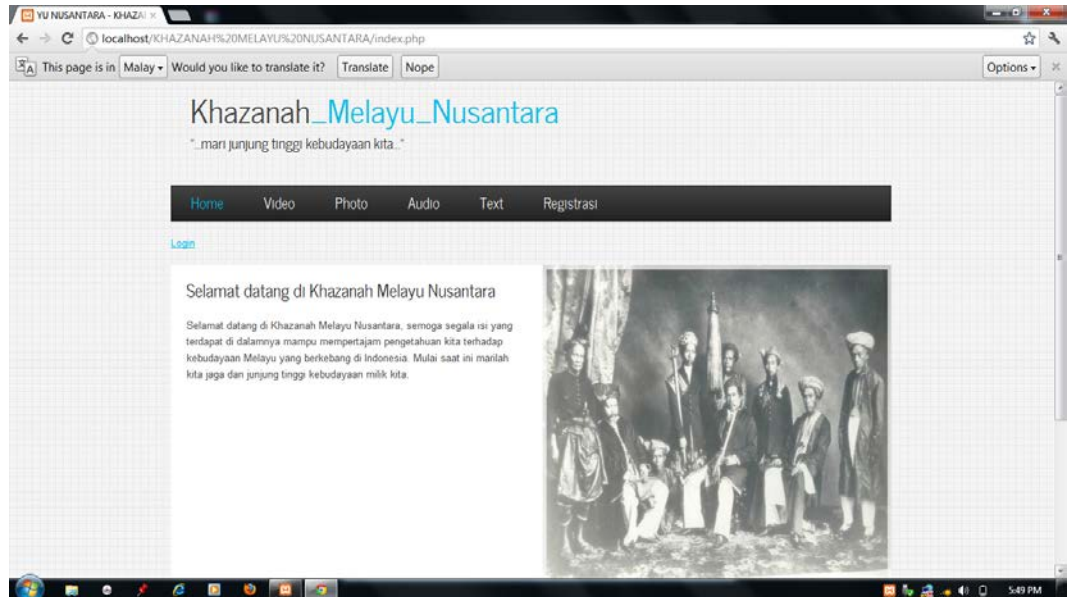 YU NUSANTARA - KHAZA
localhost/KHAZANAH%20MELAYU%20NUSANTARA/index.php
This page is in Malay Would you like to translate it? Translate Nope Options
Khazanah_Melayu_Nusantara
"...mari junjung tinggi kebudayaan kita..."
Home Video Photo Audio Text Registrasi
Login
Selamat datang di Khazanah Melayu Nusantara
Selamat datang di Khazanah Melayu Nusantara, semoga segala isi yang
terdapat di dalamnya mampu mempertajam pengetahuan kita terhadap
kebudayaan Melayu yang berkebang di Indonesia. Mulai saat ini marilah
kita jaga dan junjung tinggi kebudayaan milik kita.
5:49 PM